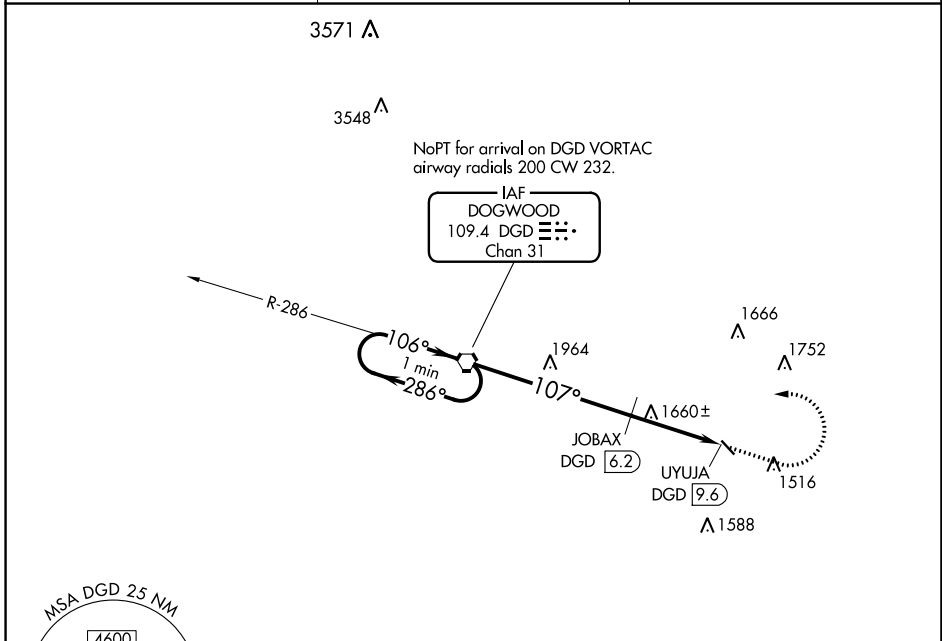 3571
3548
NoPT for arrival on DGD VORTAC
airway radials 200 CW 232.
IAF
DOGWOOD
109.4 DGD
Chan 31
R-286
106°
1 min
286°
1964
107°
1666
1752
1660±
JOBAX
DGD 6.2
UYUJA
DGD 9.6
1516
1588
MSA DGD 25 NM
4600